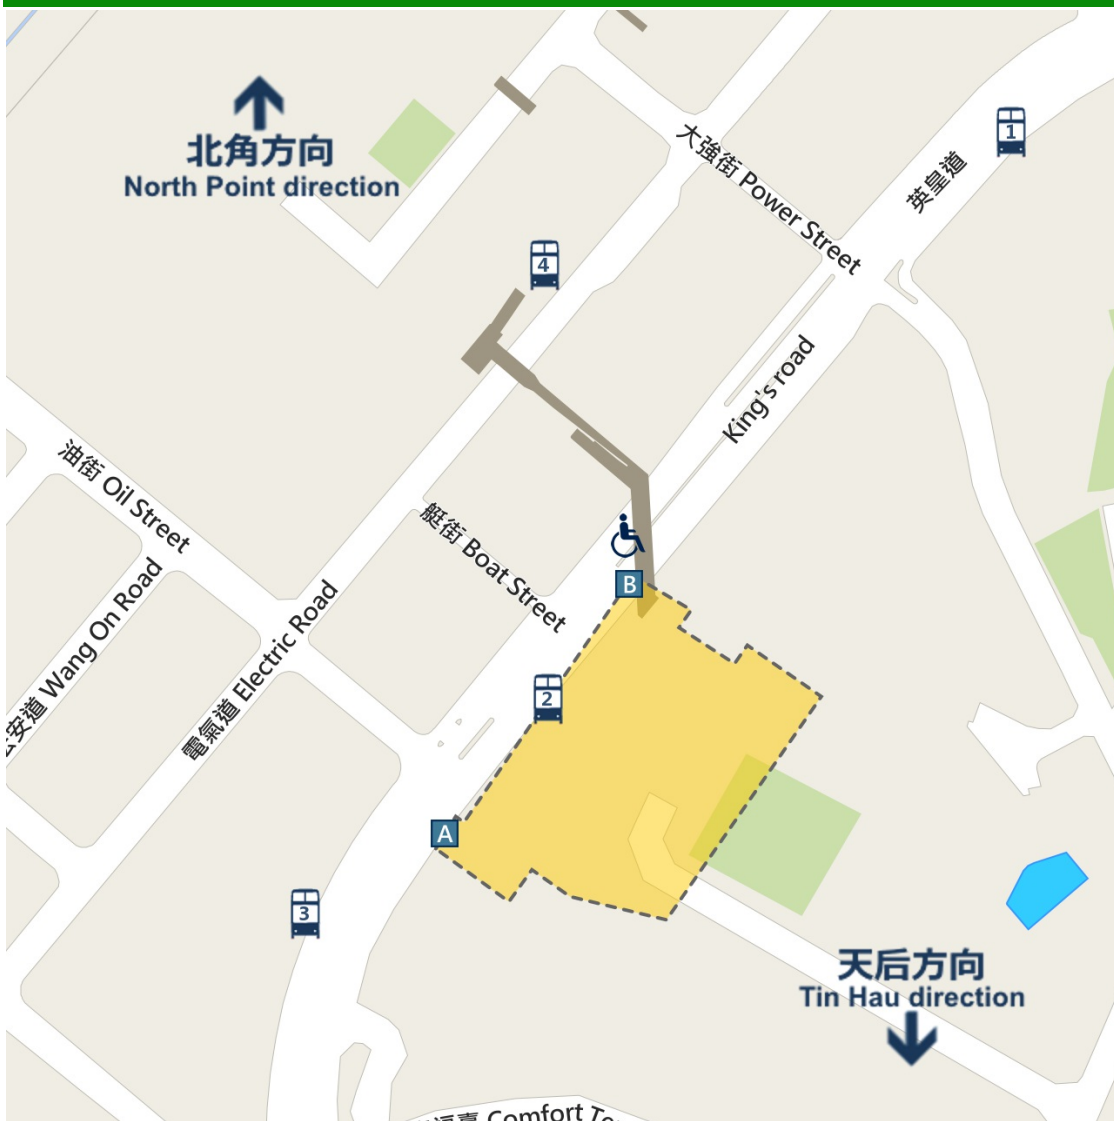 北角方向
North Point direction
1
大強街 Power Street
英皇道
4
King's road
油街 Oil Street
艇街 Boat Street
B
安道 Wang On Road
電氣道 Electric Road
2
A
3
天后方向
Tin Hau direction
Comfort Te